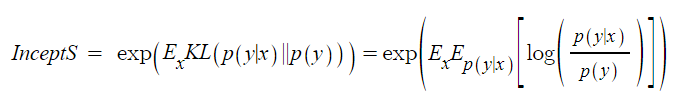 InceptS = exp(E_x KL(p(y|x)||p(y))) = exp(E_x E_{p(y|x)}[log(p(y|x)/p(y))])